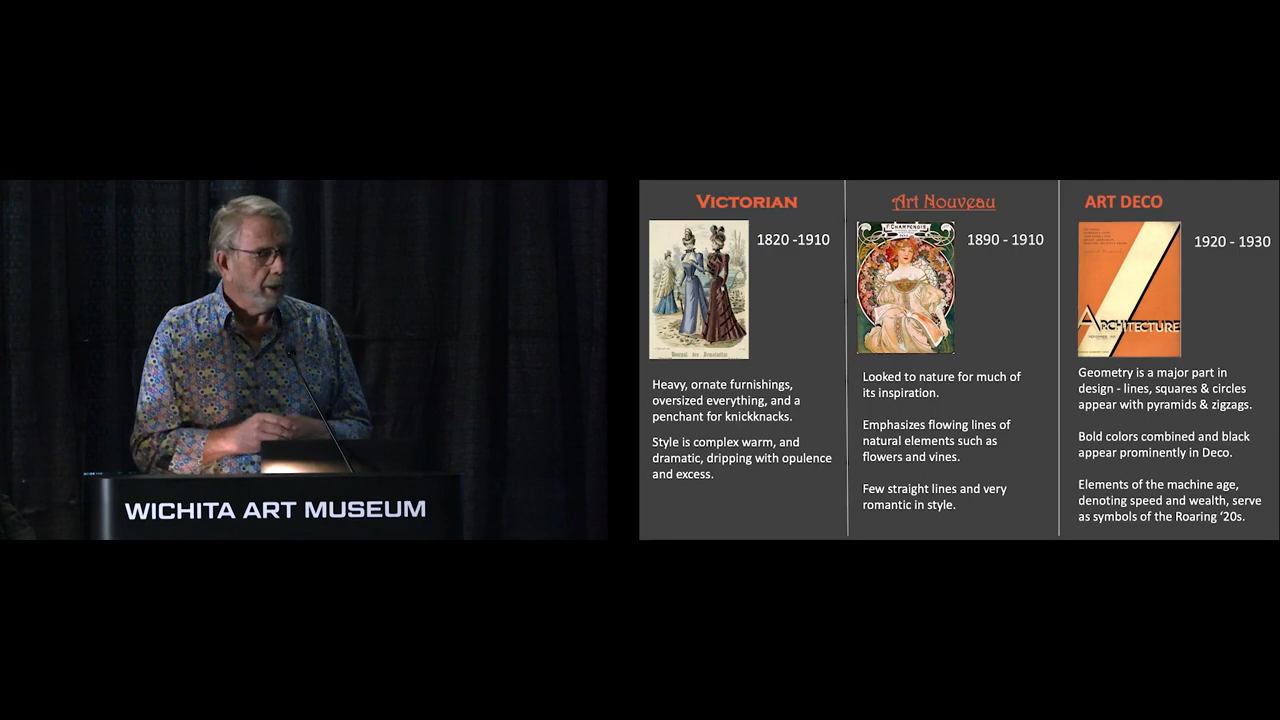 WICHITA ART MUSEUM
VICTORIAN
1820 -1910
Journal des Demoiselles
Heavy, ornate furnishings,
oversized everything, and a
penchant for knickknacks.
Style is complex warm, and
dramatic, dripping with opulence
and excess.
Art Nouveau
F. CHAMPENOIS
1890 - 1910
Looked to nature for much of
its inspiration.
Emphasizes flowing lines of
natural elements such as
flowers and vines.
Few straight lines and very
romantic in style.
ART DECO
1920 - 1930
ARCHITECTURE
Geometry is a major part in
design - lines, squares & circles
appear with pyramids & zigzags.
Bold colors combined and black
appear prominently in Deco.
Elements of the machine age,
denoting speed and wealth, serve
as symbols of the Roaring ‘20s.